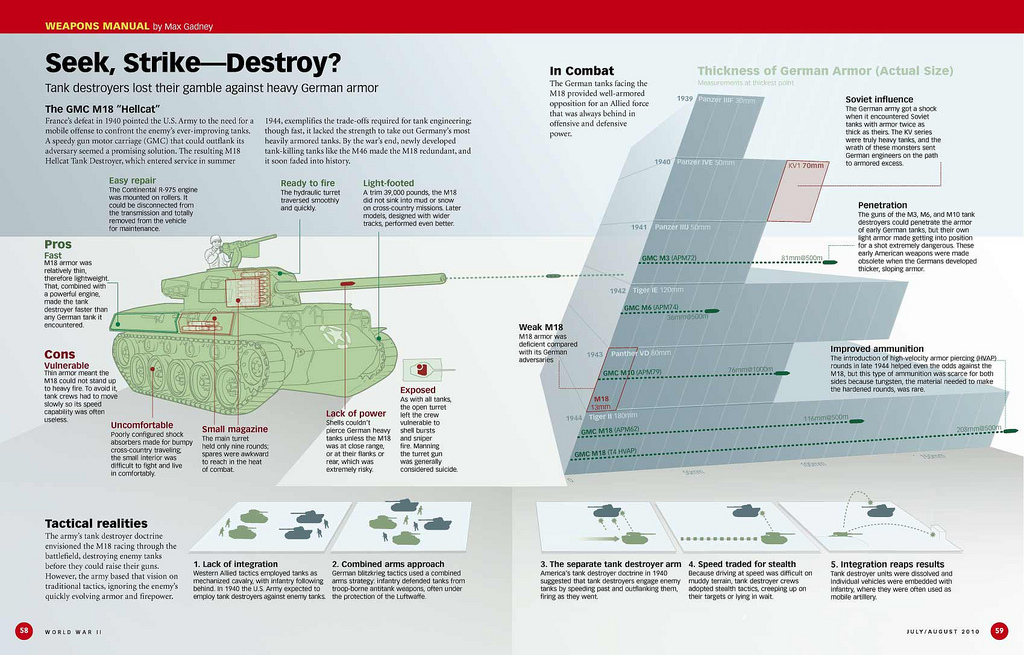 WEAPONS MANUAL by Max Gadney
Seek, Strike—Destroy?
Tank destroyers lost their gamble against heavy German armor
The GMC M18 "Hellcat"
France's defeat in 1940 pointed the U.S. Army to the need for a
mobile offense to confront the enemy's ever-improving tanks.
A speedy gun motor carriage (GMC) that could outlank its
adversary seemed a promising solution. The resulting M18
Hellcat Tank Destroyer, which entered service in summer
1944, exemplifies the trade-offs required for tank engineering;
though fast, it lacked the strength to take out Germany's most
heavily armored tanks. By the war's end, newly developed
tank-killing tanks like the M46 made the M18 redundant, and
it soon faded into history.
Easy repair
The Continental R-975 engine
was mounted on rollers. It
could be disconnected from
the transmission and totally
removed from the vehicle
for maintenance.
Ready to fire
The hydraulic turret
traversed smoothly
and quickly.
Light-footed
A trim 39,000 pounds, the M18
did not sink into mud or snow
on cross-country missions. Later
models, designed with wider
tracks, performed even better.
Pros
Fast
M18 armor was
relatively thin,
therefore lightweight.
That, combined with
a powerful engine,
made the tank
destroyer faster than
any German tank it
encountered.
Cons
Vulnerable
Thin armor meant the
M18 could not stand up
to heavy fire. To avoid it,
tank crews had to move
slowly so its speed
capability was often
useless.
Uncomfortable
Poorly configured shock
absorbers made for bumpy
cross-country traveling;
the small interior was
difficult to fight and live
in comfortably.
Small magazine
The main turret
held only nine rounds;
spares were awkward
to reach in the heat
of combat.
Lack of power
Shells couldn't
pierce German heavy
tanks unless the M18
was at close range,
or at their flanks or
rear, which was
extremely risky.
Exposed
As with all tanks,
the open turret
left the crew
vulnerable to
shell bursts
and sniper
fire. Manning
the turret gun
was generally
considered suicide.
In Combat
The German tanks facing the
M18 provided well-armored
opposition for an Allied force
that was always behind in
offensive and defensive
power.
Thickness of German Armor (Actual Size)
Measurements at thickest point
1939 Panzer IIIF 30mm
1940 Panzer IVE 50mm
KV1 70mm
1941 Panzer IIIJ 50mm
GMC M3 (APM72) 81mm@500m
1942 Tiger IE 120mm
GMC M6 (APM74)
36mm@500m
1943 Panther VD 80mm
GMC M10 (APM79) 76mm@1000m
M18
13mm
1944 Tiger II 180mm
GMC M18 (APM62) 116mm@500m
GMC M18 (T4 HVAP) 208mm@500m
0 50mm 100mm 150mm
Soviet influence
The German army got a shock
when it encountered Soviet
tanks with armor twice as
thick as theirs. The KV series
were truly heavy tanks, and the
wrath of these monsters sent
German engineers on the path
to armored excess.
Penetration
The guns of the M3, M6, and M10 tank
destroyers could penetrate the armor
of early German tanks, but their own
light armor made getting into position
for a shot extremely dangerous. These
early American weapons were made
obsolete when the Germans developed
thicker, sloping armor.
Weak M18
M18 armor was
deficient compared
with its German
adversaries
Improved ammunition
The introduction of high-velocity armor piercing (HVAP)
rounds in late 1944 helped even the odds against the
M18, but this type of ammunition was scarce for both
sides because tungsten, the material needed to make
the hardened rounds, was rare.
Tactical realities
The army's tank destroyer doctrine
envisioned the M18 racing through the
battlefield, destroying enemy tanks
before they could raise their guns.
However, the army based that vision on
traditional tactics, ignoring the enemy's
quickly evolving armor and firepower.
1. Lack of integration
Western Allied tactics employed tanks as
mechanized cavalry, with infantry following
behind. In 1940 the U.S. Army expected to
employ tank destroyers against enemy tanks.
2. Combined arms approach
German blitzkrieg tactics used a combined
arms strategy: infantry defended tanks from
troop-borne antitank weapons, often under
the protection of the Luftwaffe.
3. The separate tank destroyer arm
America's tank destroyer doctrine in 1940
suggested that tank destroyers engage enemy
tanks by speeding past and outflanking them,
firing as they went.
4. Speed traded for stealth
Because driving at speed was difficult on
muddy terrain, tank destroyer crews
adopted stealth tactics, creeping up on
their targets or lying in wait.
5. Integration reaps results
Tank destroyer units were dissolved and
individual vehicles were embedded with
infantry, where they were often used as
mobile artillery.
58 WORLD WAR II
JULY/AUGUST 2010 59